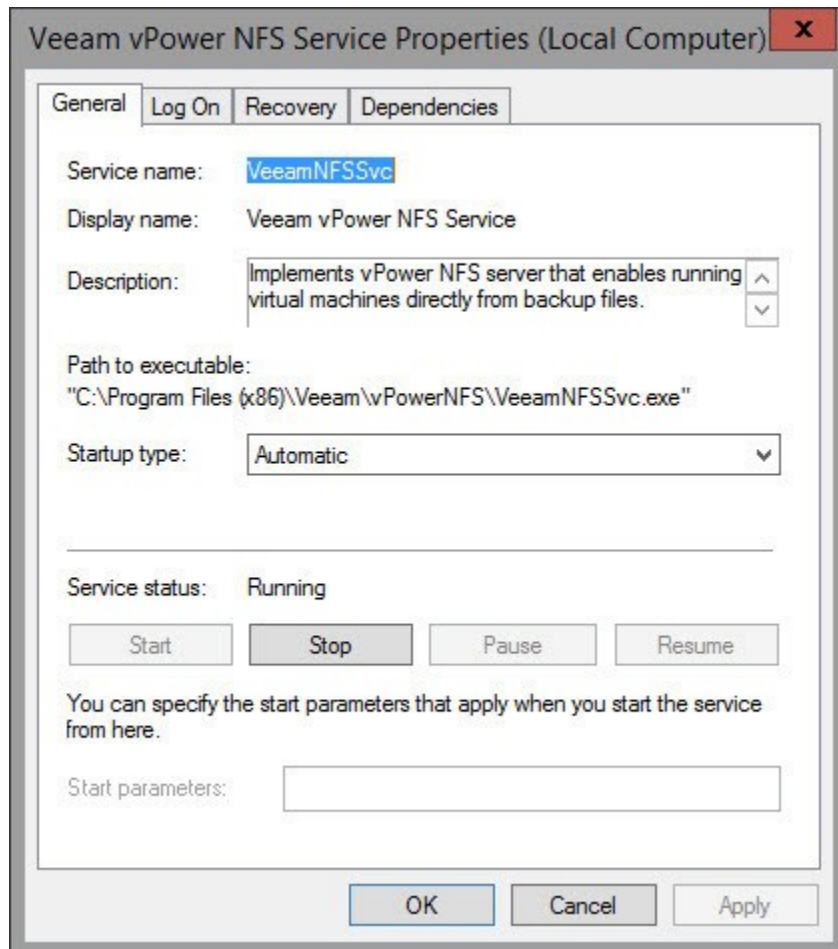 Veeam vPower NFS Service Properties (Local Computer)
x
General Log On Recovery Dependencies
Service name: VeeamNFSSvc
Display name: Veeam vPower NFS Service
Description: Implements vPower NFS server that enables running
virtual machines directly from backup files.
Path to executable:
"C:\Program Files (x86)\Veeam\vPowerNFS\VeeamNFSSvc.exe"
Startup type: Automatic
Service status: Running
Start Stop Pause Resume
You can specify the start parameters that apply when you start the service
from here.
Start parameters:
OK Cancel Apply